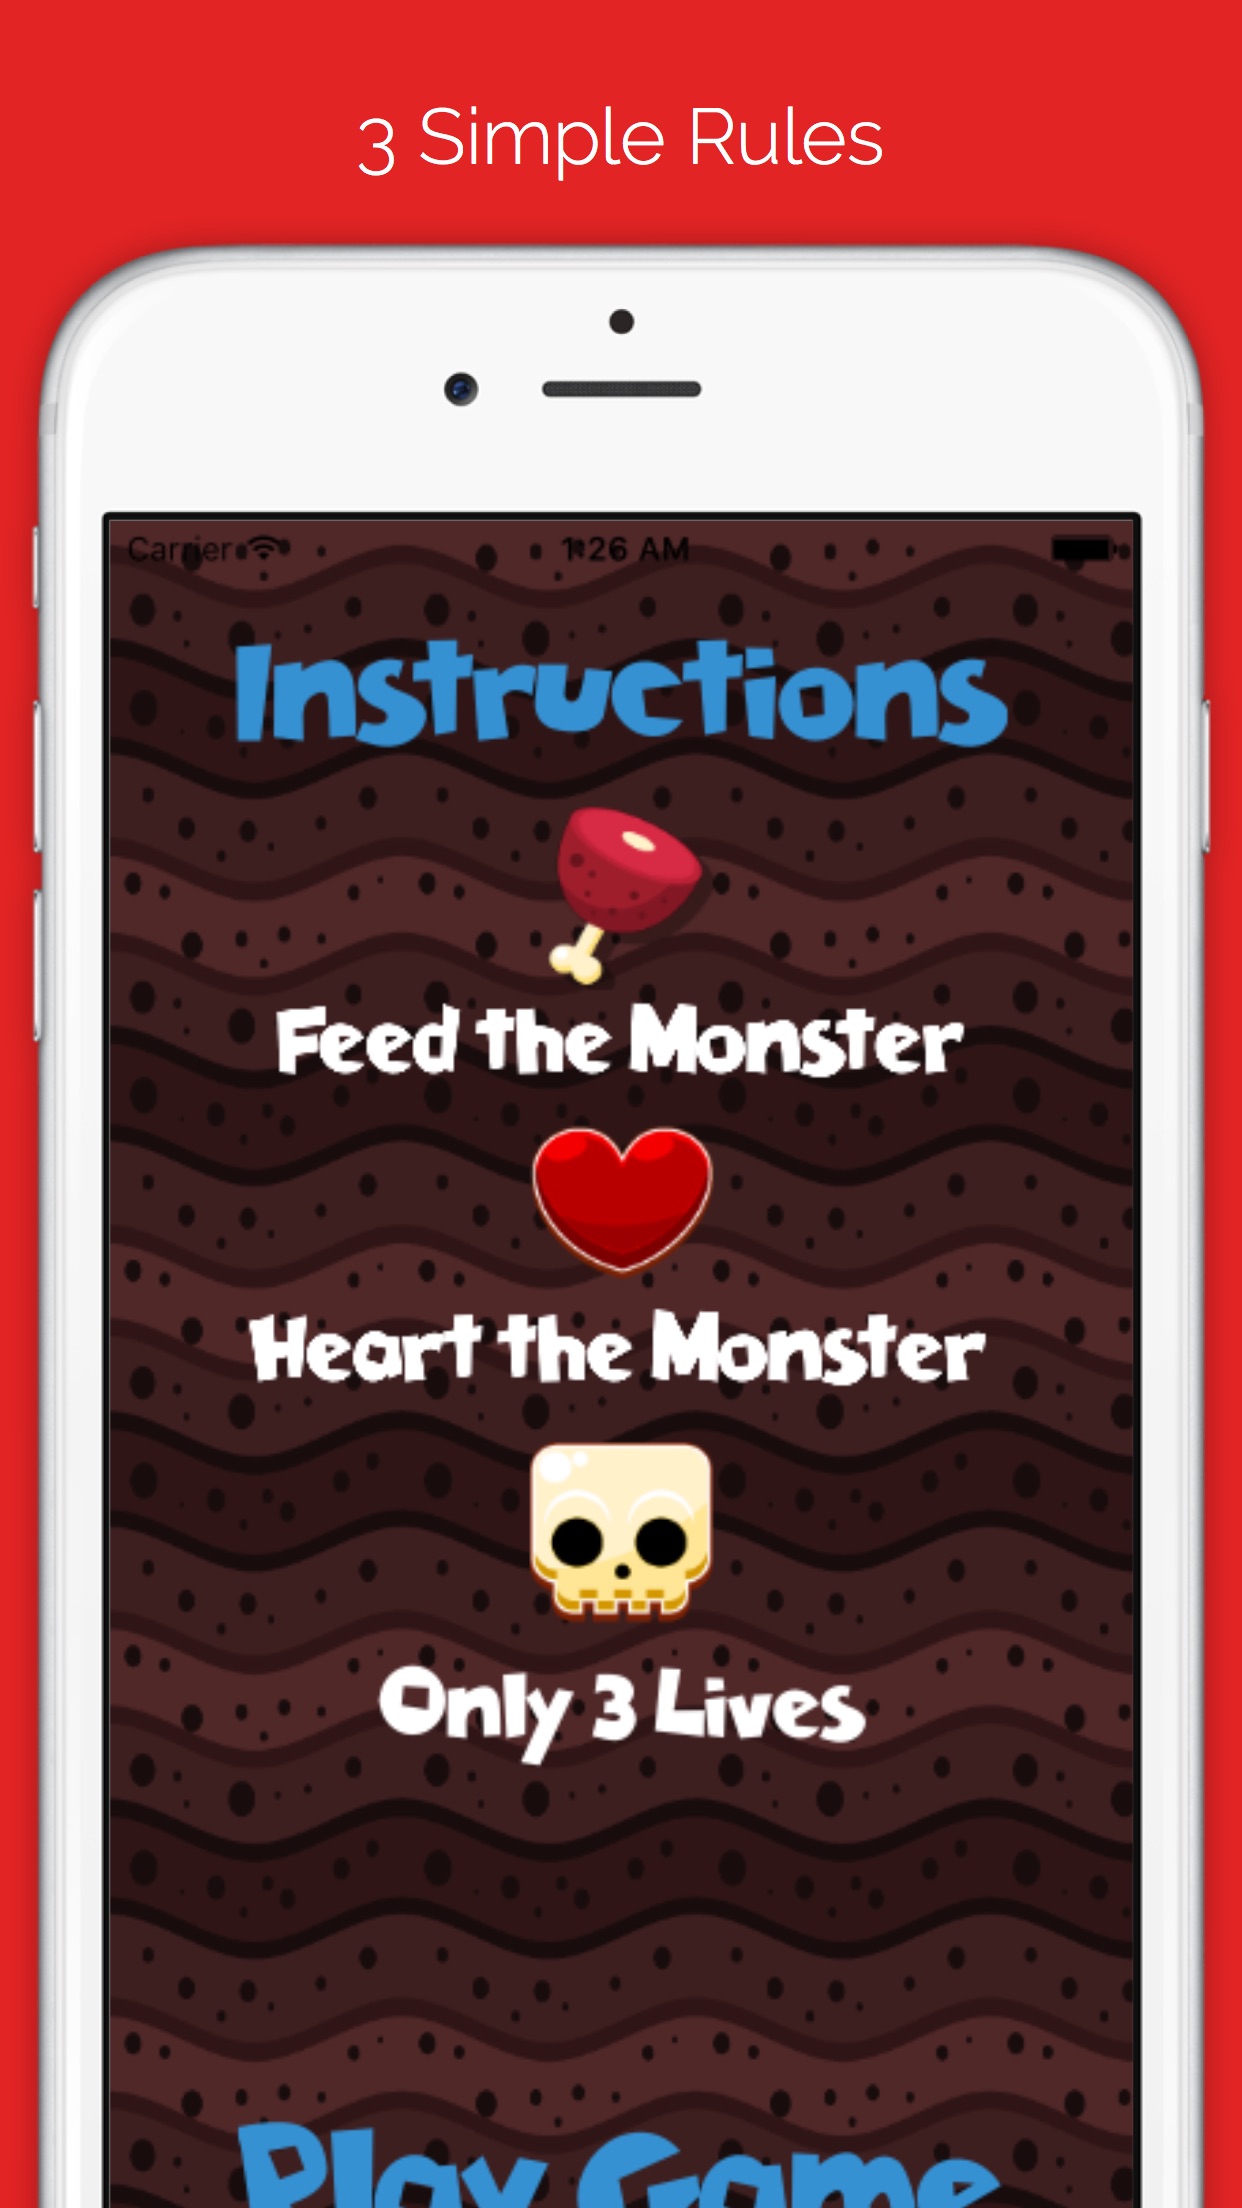 3 Simple Rules
Carrier 1:26 AM
Instructions
Feed the Monster
Heart the Monster
Only 3 Lives
Play Game